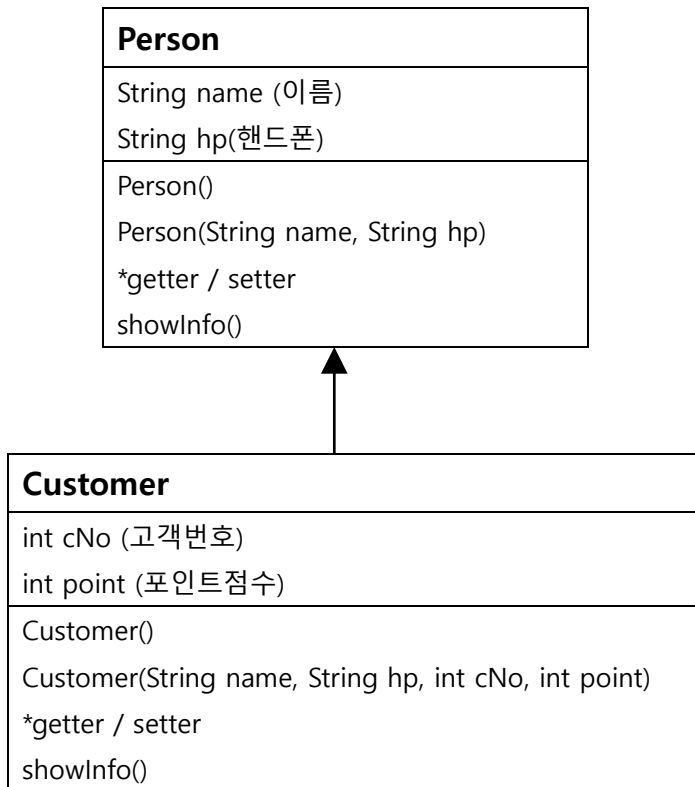 Person
String name (이름)
String hp(핸드폰)
Person()
Person(String name, String hp)
*getter / setter
showInfo()
Customer
int cNo (고객번호)
int point (포인트점수)
Customer()
Customer(String name, String hp, int cNo, int point)
*getter / setter
showInfo()